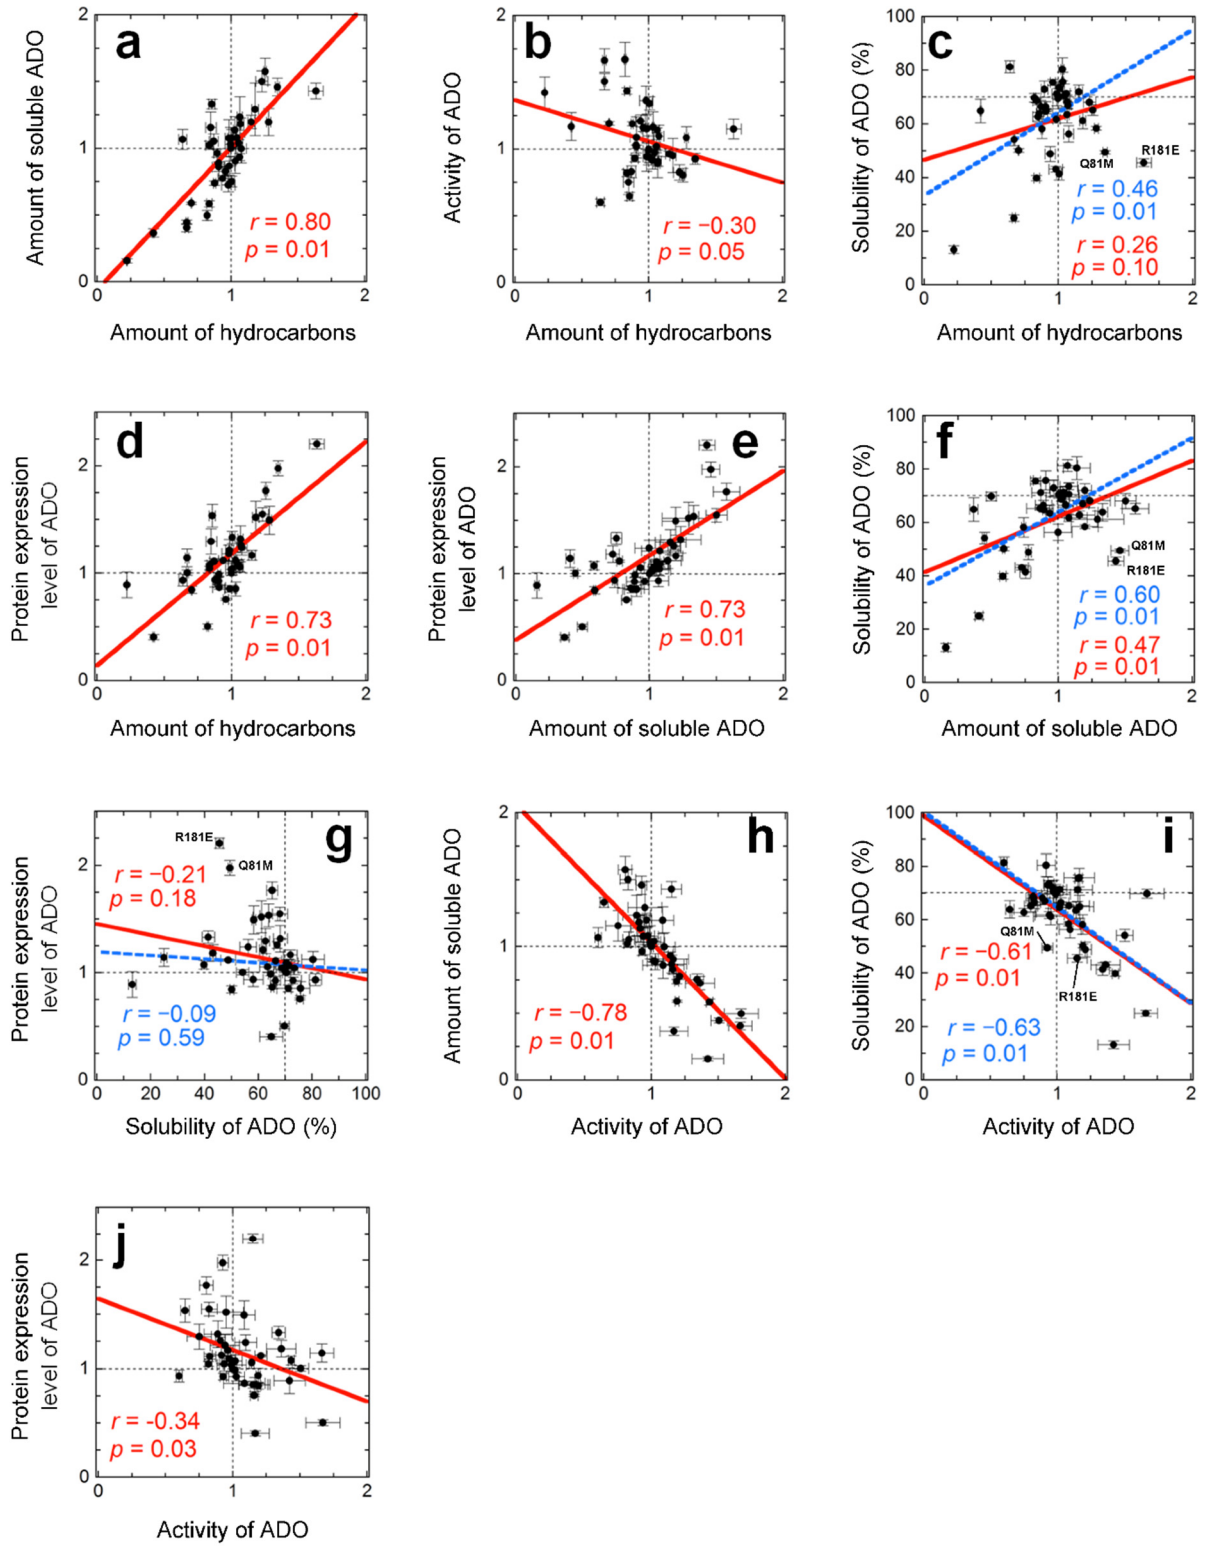 a
Amount of soluble ADO
2
1
0
r = 0.80
p = 0.01
0
1
2
Amount of hydrocarbons
b
Activity of ADO
2
1
0
r = −0.30
p = 0.05
0
1
2
Amount of hydrocarbons
c
Solubility of ADO (%)
100
80
60
40
20
0
Q81M
R181E
r = 0.46
p = 0.01
r = 0.26
p = 0.10
0
1
2
Amount of hydrocarbons
d
Protein expression
level of ADO
2
1
0
r = 0.73
p = 0.01
0
1
2
Amount of hydrocarbons
e
Protein expression
level of ADO
2
1
0
r = 0.73
p = 0.01
0
1
2
Amount of soluble ADO
f
Solubility of ADO (%)
100
80
60
40
20
0
Q81M
R181E
r = 0.60
p = 0.01
r = 0.47
p = 0.01
0
1
2
Amount of soluble ADO
g
Protein expression
level of ADO
2
1
0
R181E
Q81M
r = −0.21
p = 0.18
r = −0.09
p = 0.59
0
20
40
60
80
100
Solubility of ADO (%)
h
Amount of soluble ADO
2
1
0
r = −0.78
p = 0.01
0
1
2
Activity of ADO
i
Solubility of ADO (%)
100
80
60
40
20
0
Q81M
R181E
r = −0.61
p = 0.01
r = −0.63
p = 0.01
0
1
2
Activity of ADO
j
Protein expression
level of ADO
2
1
0
r = -0.34
p = 0.03
0
1
2
Activity of ADO